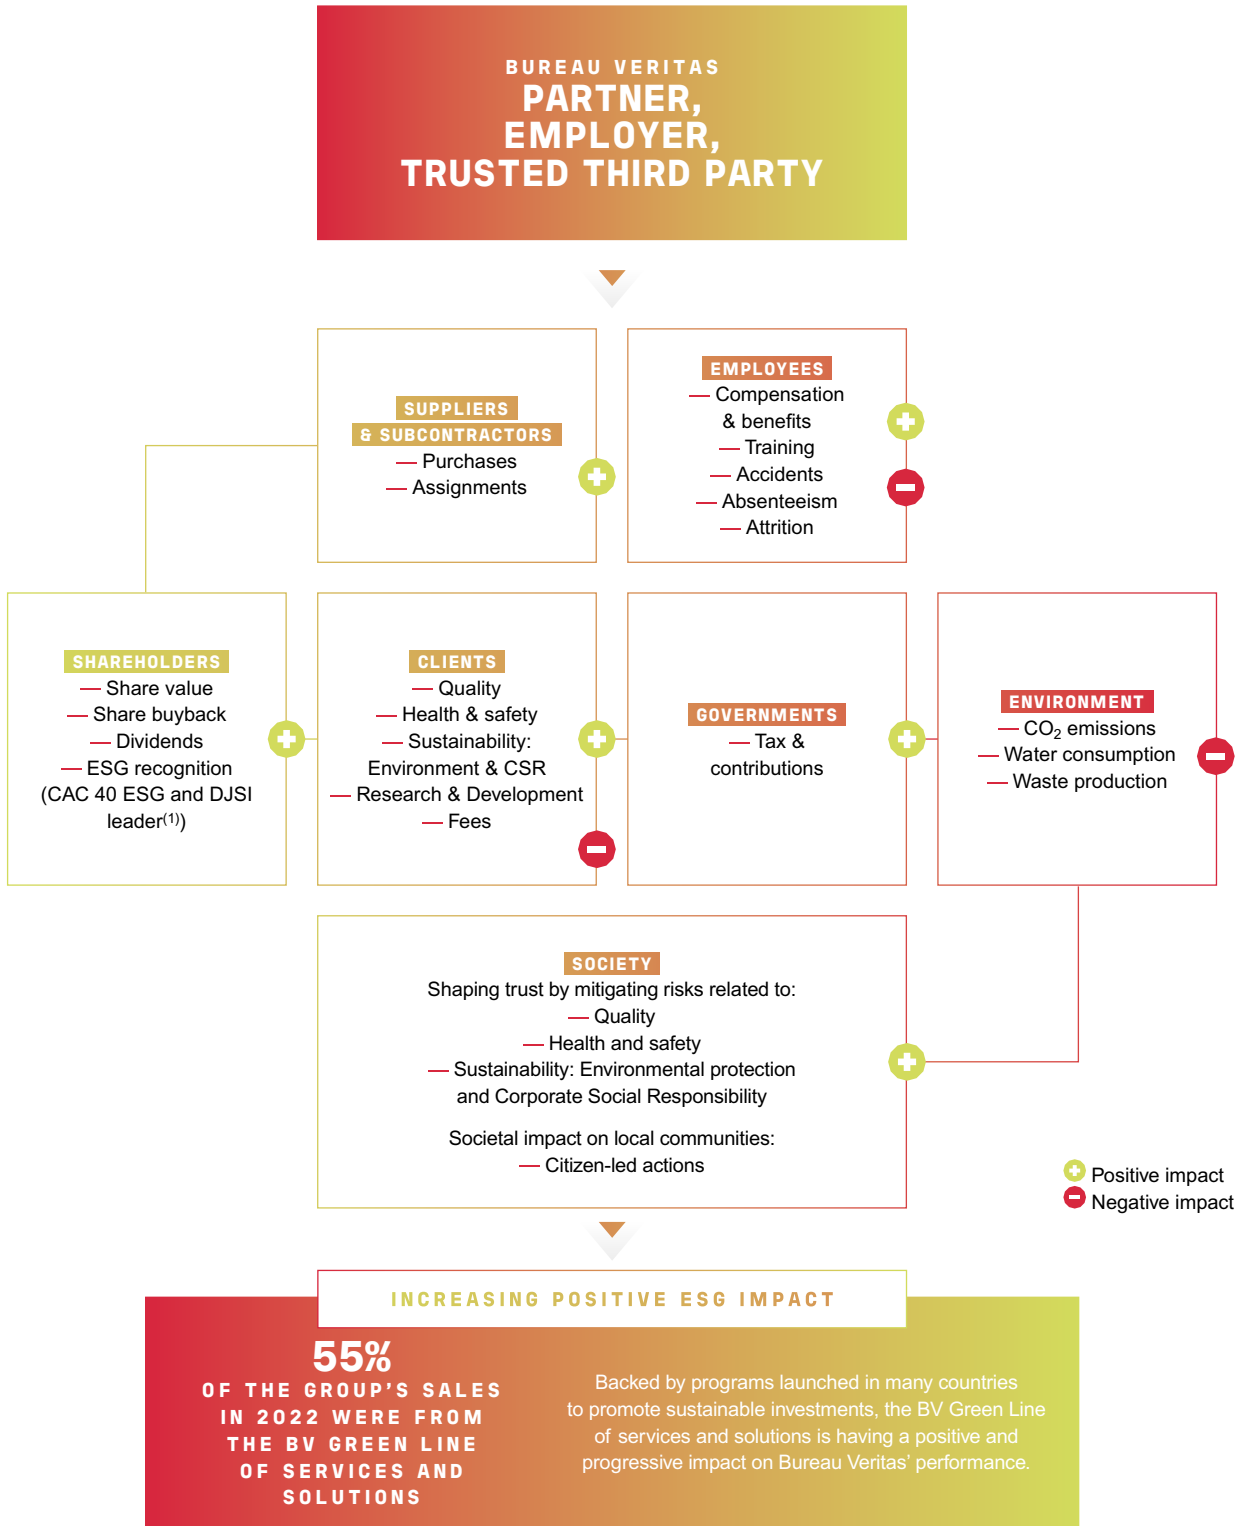 BUREAU VERITAS
PARTNER,
EMPLOYER,
TRUSTED THIRD PARTY
SUPPLIERS
& SUBCONTRACTORS
— Purchases
— Assignments
EMPLOYEES
— Compensation
& benefits
— Training
— Accidents
— Absenteeism
— Attrition
SHAREHOLDERS
— Share value
— Share buyback
— Dividends
— ESG recognition
(CAC 40 ESG and DJSI
leader(1))
CLIENTS
— Quality
— Health & safety
— Sustainability:
Environment & CSR
— Research & Development
— Fees
GOVERNMENTS
— Tax &
contributions
ENVIRONMENT
— CO2 emissions
— Water consumption
— Waste production
SOCIETY
Shaping trust by mitigating risks related to:
— Quality
— Health and safety
— Sustainability: Environmental protection
and Corporate Social Responsibility
Societal impact on local communities:
— Citizen-led actions
Positive impact
Negative impact
INCREASING POSITIVE ESG IMPACT
55%
OF THE GROUP'S SALES
IN 2022 WERE FROM
THE BV GREEN LINE
OF SERVICES AND
SOLUTIONS
Backed by programs launched in many countries
to promote sustainable investments, the BV Green Line
of services and solutions is having a positive and
progressive impact on Bureau Veritas' performance.